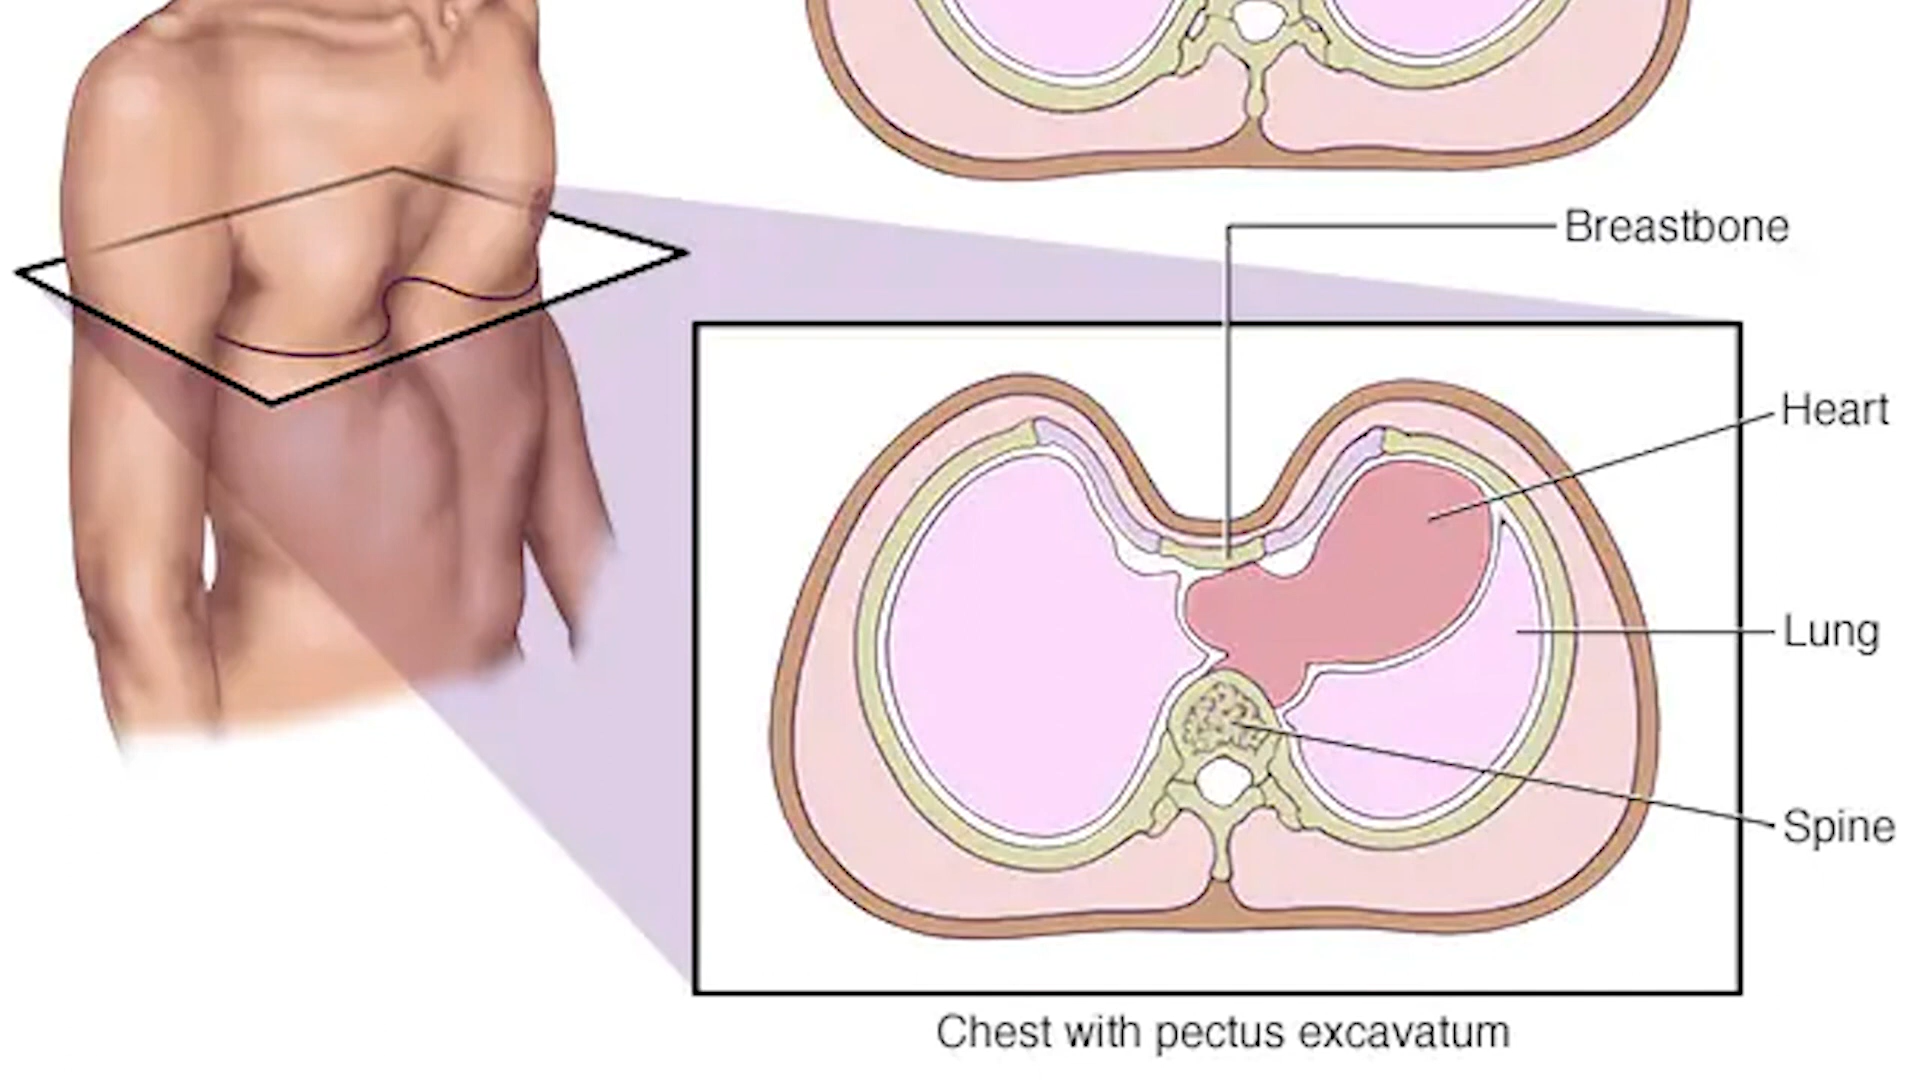 Breastbone
Heart
Lung
Spine
Chest with pectus excavatum